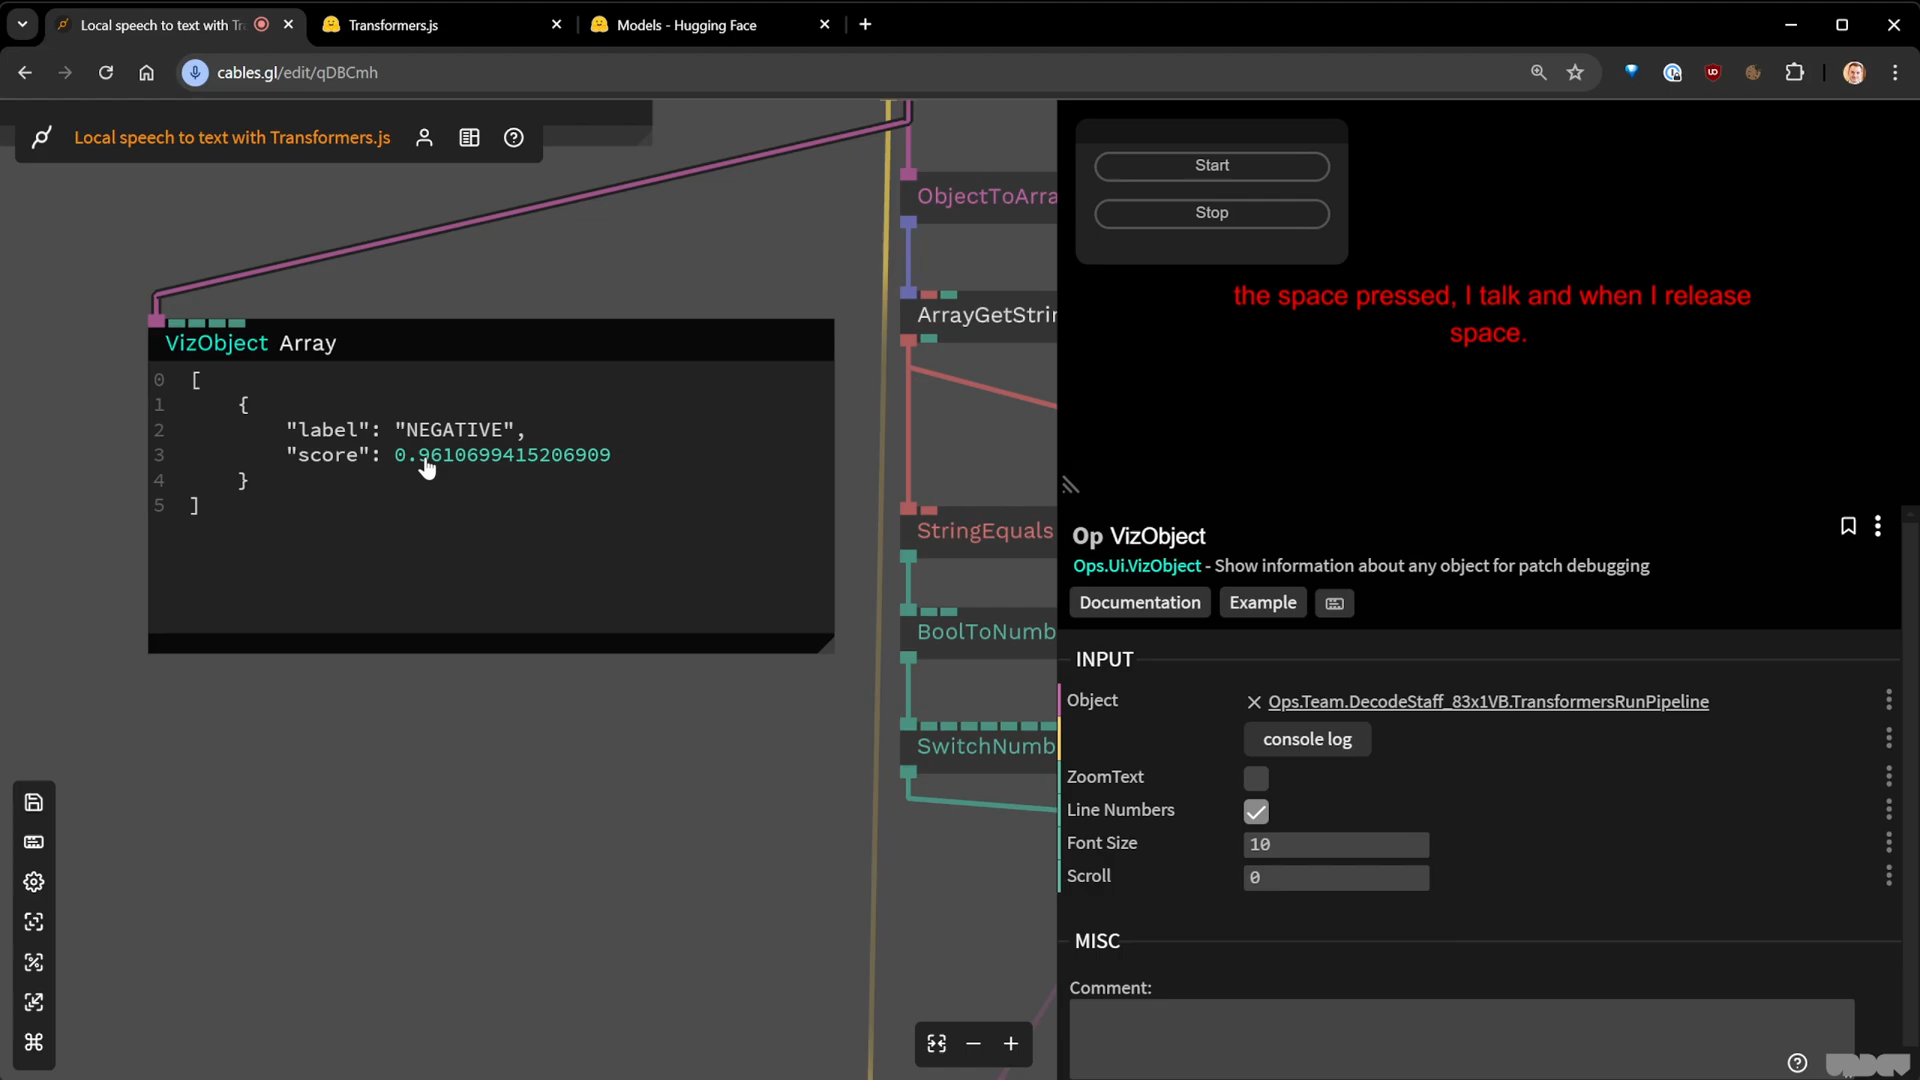 Local speech to text with Tr
Transformers.js
Models - Hugging Face
cables.gl/edit/qDBCmh
Local speech to text with Transformers.js
Start
Stop
the space pressed, I talk and when I release
space.
ObjectToArra
ArrayGetStrin
StringEquals
BoolToNumb
SwitchNumb
VizObject Array
0 [
1 {
2 "label": "NEGATIVE",
3 "score": 0.9610699415206909
4 }
5 ]
Op VizObject
Ops.Ui.VizObject - Show information about any object for patch debugging
Documentation
Example
INPUT
Object
Ops.Team.DecodeStaff_83x1VB.TransformersRunPipeline
console log
ZoomText
Line Numbers
Font Size
10
Scroll
0
MISC
Comment: